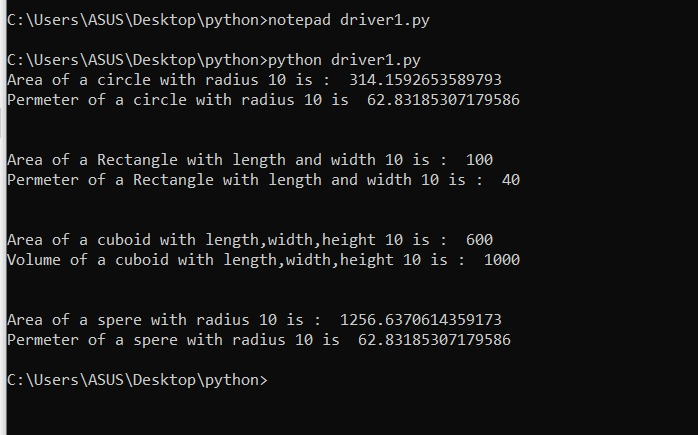 C:\Users\ASUS\Desktop\python>notepad driver1.py
C:\Users\ASUS\Desktop\python>python driver1.py
Area of a circle with radius 10 is :  314.1592653589793
Permeter of a circle with radius 10 is  62.83185307179586
Area of a Rectangle with length and width 10 is :  100
Permeter of a Rectangle with length and width 10 is :  40
Area of a cuboid with length,width,height 10 is :  600
Volume of a cuboid with length,width,height 10 is :  1000
Area of a spere with radius 10 is :  1256.6370614359173
Permeter of a spere with radius 10 is  62.83185307179586
C:\Users\ASUS\Desktop\python>